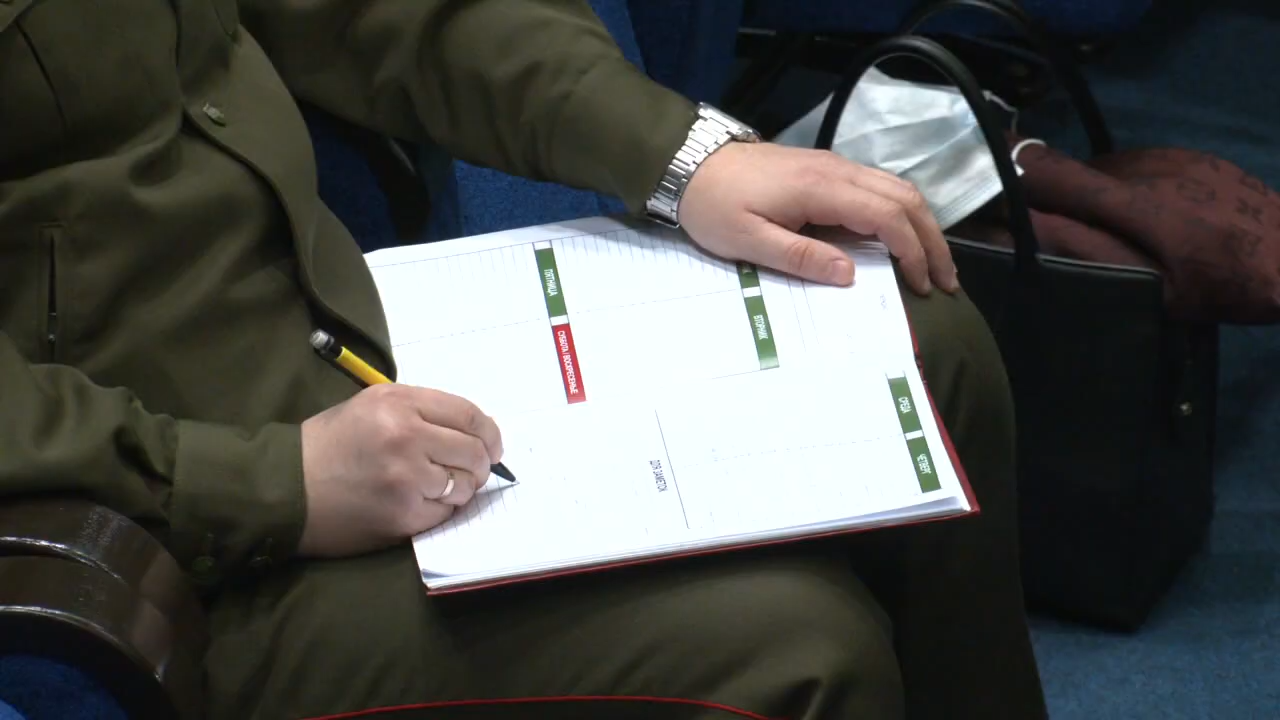 ВТОРНИК
СРЕДА
ЧЕТВЕРГ
ПЯТНИЦА
СУББОТА / ВОСКРЕСЕНЬЕ
ДЛЯ ЗАМЕТОК